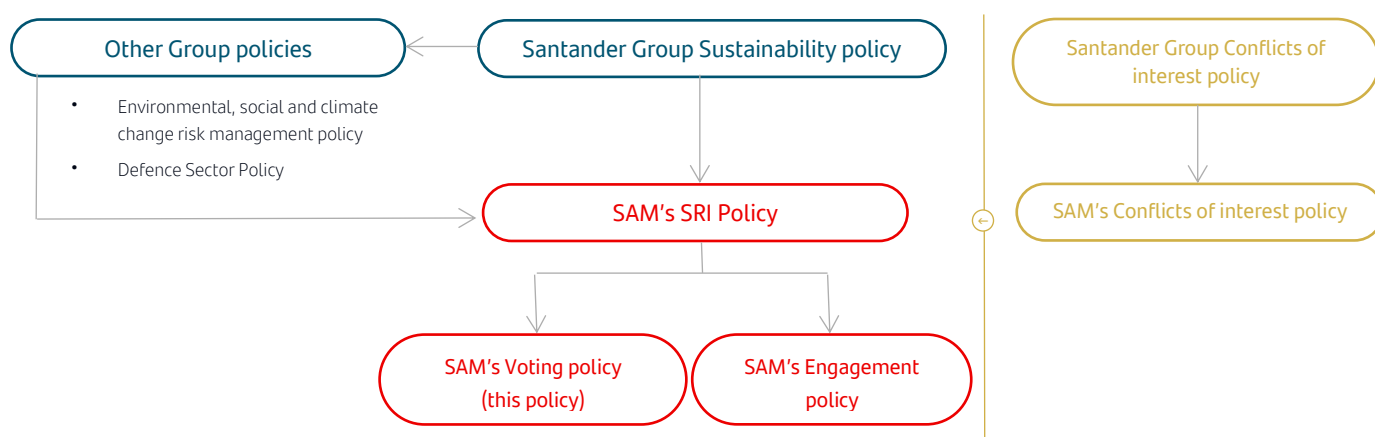 Other Group policies
Santander Group Sustainability policy
Santander Group Conflicts of
interest policy
• Environmental, social and climate
change risk management policy
• Defence Sector Policy
SAM's SRI Policy
SAM's Conflicts of interest policy
SAM's Voting policy
(this policy)
SAM's Engagement
policy